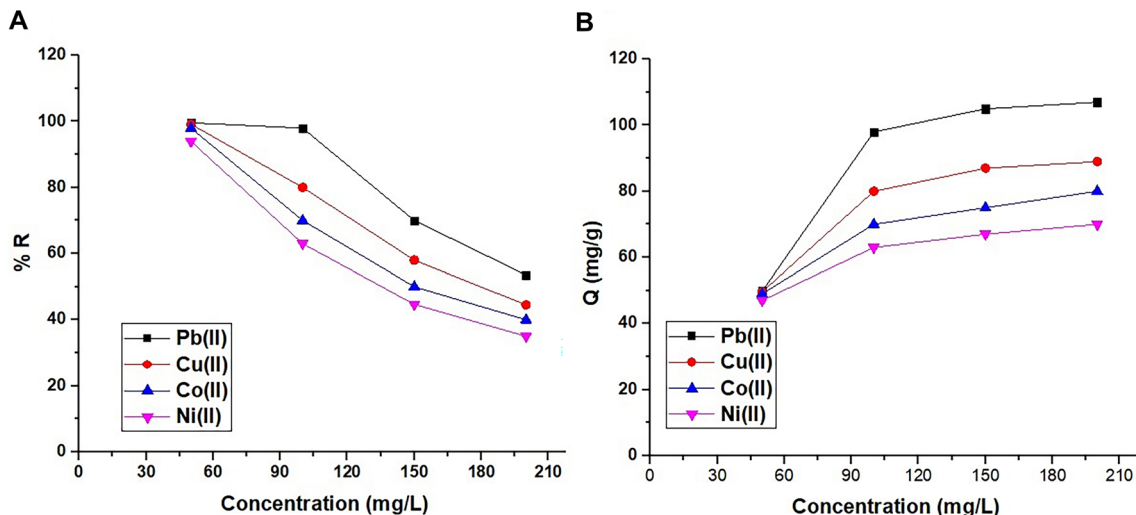 A
120
100
80
60
40
20
0
% R
0 30 60 90 120 150 180 210
Concentration (mg/L)
Pb(II)
Cu(II)
Co(II)
Ni(II)
B
120
100
80
60
40
20
0
Q (mg/g)
0 30 60 90 120 150 180 210
Concentration (mg/L)
Pb(II)
Cu(II)
Co(II)
Ni(II)